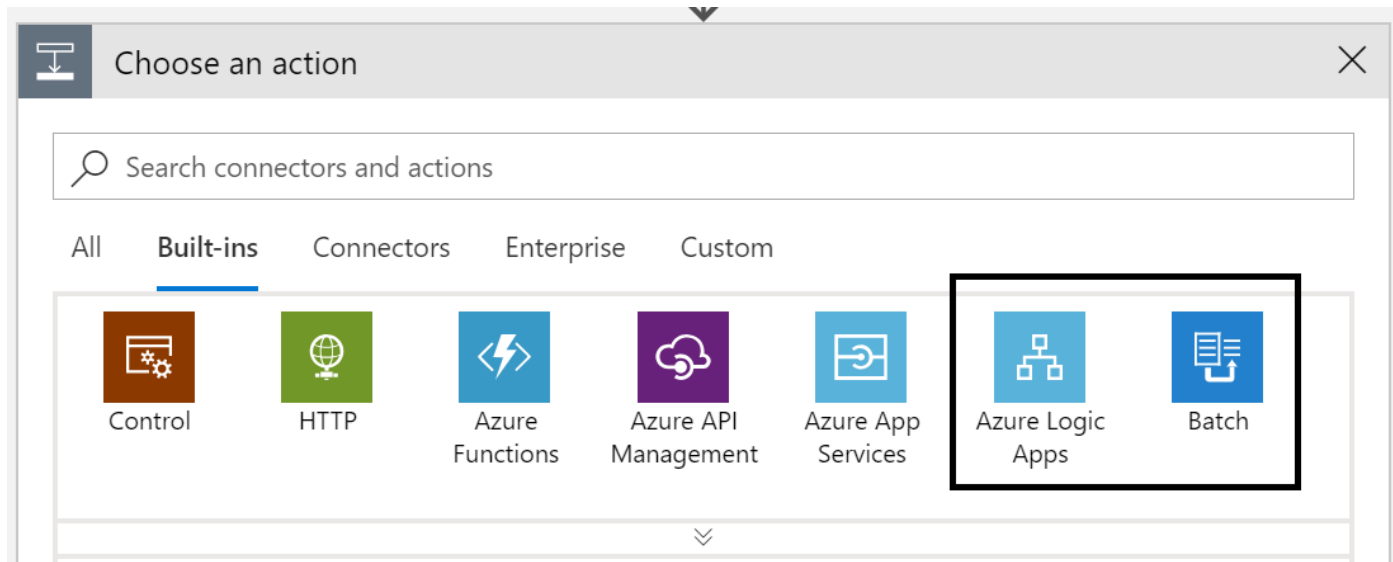 Choose an action
Search connectors and actions
All Built-ins Connectors Enterprise Custom
Control HTTP Azure Functions Azure API Management Azure App Services Azure Logic Apps Batch